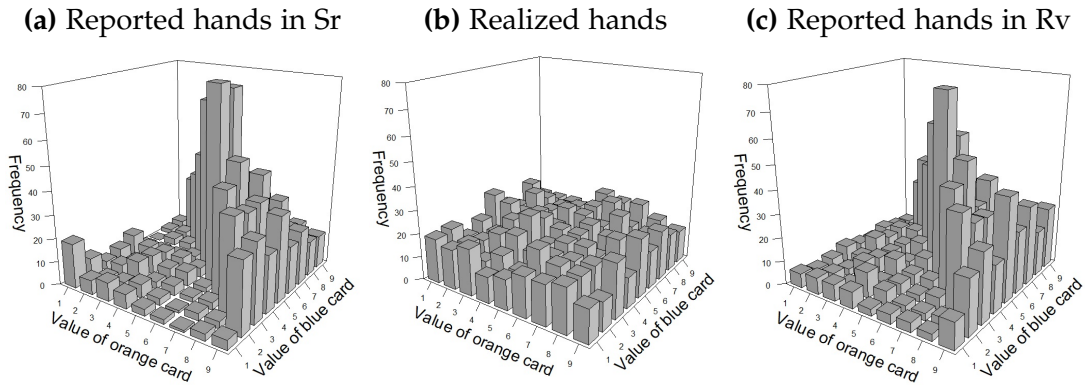 (a) Reported hands in Sr
80
70
60
50
40
30
20
10
0
Frequency
1 2 3 4 5 6 7 8 9
Value of orange card
1 2 3 4 5 6 7 8 9
Value of blue card
(b) Realized hands
80
70
60
50
40
30
20
10
0
Frequency
1 2 3 4 5 6 7 8 9
Value of orange card
1 2 3 4 5 6 7 8 9
Value of blue card
(c) Reported hands in Rv
80
70
60
50
40
30
20
10
0
Frequency
1 2 3 4 5 6 7 8 9
Value of orange card
1 2 3 4 5 6 7 8 9
Value of blue card